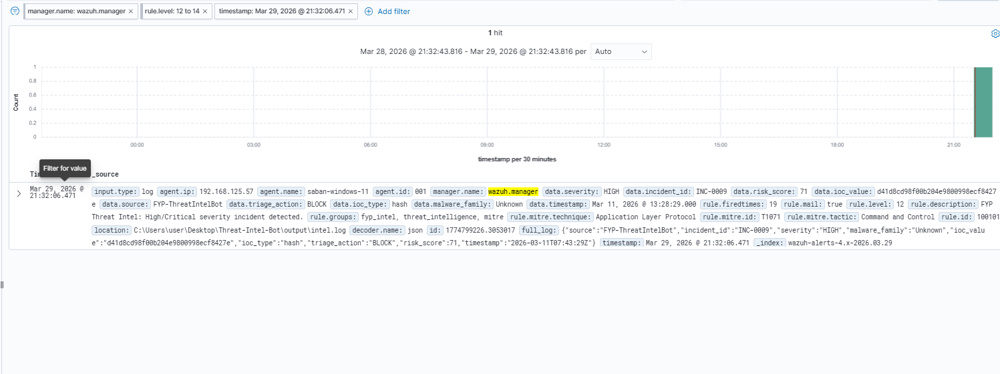 manager.name: wazuh.manager × rule.level: 12 to 14 × timestamp: Mar 29, 2026 @ 21:32:06.471 × Add filter
1 hit
Mar 28, 2026 @ 21:32:43.816 - Mar 29, 2026 @ 21:32:43.816 per Auto
1
0.8
0.6
0.4
0.2
0
Count
00:00 03:00 06:00 09:00 12:00 15:00 18:00 21:00
timestamp per 30 minutes
Filter for value
_source
Mar 29, 2026 @
21:32:06.471
input.type: log agent.ip: 192.168.125.57 agent.name: saban-windows-11 agent.id: 001 manager.name: wazuh.manager data.severity: HIGH data.incident_id: INC-0009 data.risk_score: 71 data.ioc_value: d41d8cd98f00b204e9800998ecf8427
e data.source: FYP-ThreatIntelBot data.triage_action: BLOCK data.ioc_type: hash data.malware_family: Unknown data.timestamp: Mar 11, 2026 @ 13:28:29.000 rule.firedtimes: 19 rule.mail: true rule.level: 12 rule.description: FYP
Threat Intel: High/Critical severity incident detected. rule.groups: fyp_intel, threat_intelligence, mitre rule.mitre.technique: Application Layer Protocol rule.mitre.id: T1071 rule.mitre.tactic: Command and Control rule.id: 100101
location: C:\Users\user\Desktop\Threat-Intel-Bot\output\intel.log decoder.name: json id: 1774799226.3053017 full_log: {"source":"FYP-ThreatIntelBot","incident_id":"INC-0009","severity":"HIGH","malware_family":"Unknown","ioc_valu
e":"d41d8cd98f00b204e9800998ecf8427e","ioc_type":"hash","triage_action":"BLOCK","risk_score":71,"timestamp":"2026-03-11T07:43:29Z"} timestamp: Mar 29, 2026 @ 21:32:06.471 _index: wazuh-alerts-4.x-2026.03.29